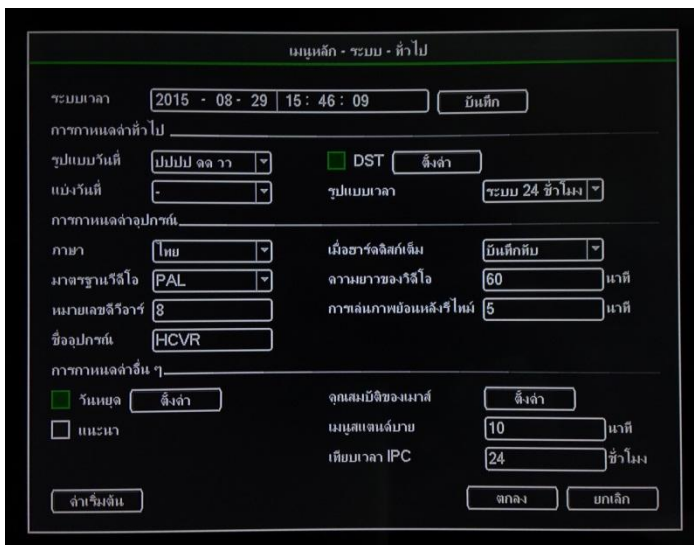 เมนูหลัก - ระบบ - ทั่วไป
ระบบเวลา 2015 - 08 - 29 15 : 46 : 09 บันทึก
การกำหนดค่าทั่วไป
รูปแบบวันที่ ปปปป ดด วว DST ตั้งค่า
แบ่งวันที่ - รูปแบบเวลา ระบบ 24 ชั่วโมง
การกำหนดค่าอุปกรณ์
ภาษา ไทย เมื่อฮาร์ดดิสก์เต็ม บันทึกทับ
มาตรฐานวีดีโอ PAL ความยาวของวิดีโอ 60 นาที
หมายเลขดีวีอาร์ 8 การเล่นภาพย้อนหลังรีไทม์ 5 นาที
ชื่ออุปกรณ์ HCVR
การกำหนดค่าอื่น ๆ
วันหยุด ตั้งค่า คุณสมบัติของเมาส์ ตั้งค่า
แนะนำ เมนูสแตนด์บาย 10 นาที
เทียบเวลา IPC 24 ชั่วโมง
ค่าเริ่มต้น ตกลง ยกเลิก